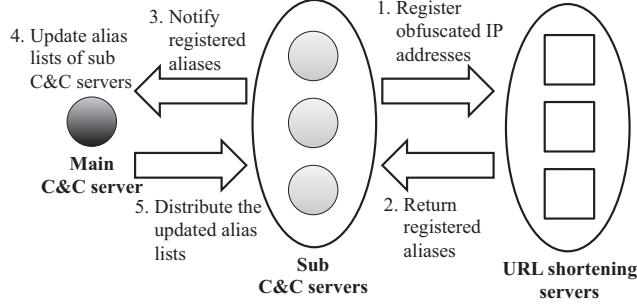 4. Update alias
lists of sub
C&C servers
3. Notify
registered
aliases
1. Register
obfuscated IP
addresses
Main
C&C server
5. Distribute the
updated alias
lists
2. Return
registered
aliases
Sub
C&C servers
URL shortening
servers